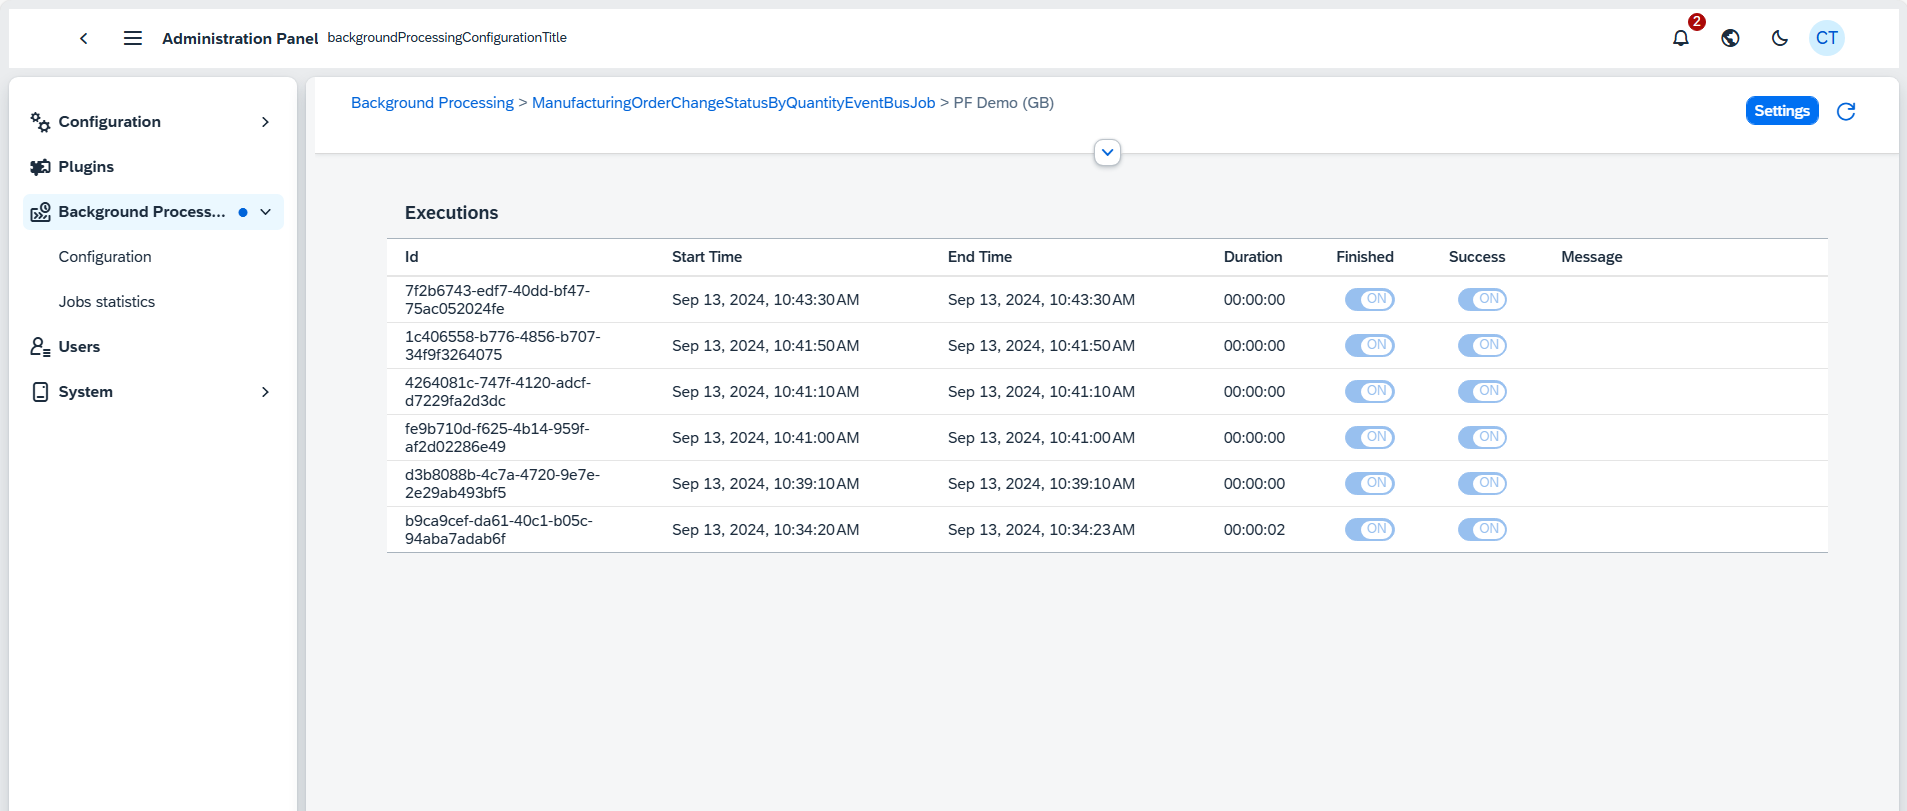 Administration Panel backgroundProcessingConfigurationTitle
2
CT
Configuration
Plugins
Background Process...
Configuration
Jobs statistics
Users
System
Background Processing > ManufacturingOrderChangeStatusByQuantityEventBusJob > PF Demo (GB)
Settings
Executions
Id Start Time End Time Duration Finished Success Message
7f2b6743-edf7-40dd-bf47-
75ac052024fe
Sep 13, 2024, 10:43:30 AM Sep 13, 2024, 10:43:30 AM 00:00:00 ON ON
1c406558-b776-4856-b707-
34f9f3264075
Sep 13, 2024, 10:41:50 AM Sep 13, 2024, 10:41:50 AM 00:00:00 ON ON
4264081c-747f-4120-adcf-
d7229fa2d3dc
Sep 13, 2024, 10:41:10 AM Sep 13, 2024, 10:41:10 AM 00:00:00 ON ON
fe9b710d-f625-4b14-959f-
af2d02286e49
Sep 13, 2024, 10:41:00 AM Sep 13, 2024, 10:41:00 AM 00:00:00 ON ON
d3b8088b-4c7a-4720-9e7e-
2e29ab493bf5
Sep 13, 2024, 10:39:10 AM Sep 13, 2024, 10:39:10 AM 00:00:00 ON ON
b9ca9cef-da61-40c1-b05c-
94aba7adab6f
Sep 13, 2024, 10:34:20 AM Sep 13, 2024, 10:34:23 AM 00:00:02 ON ON